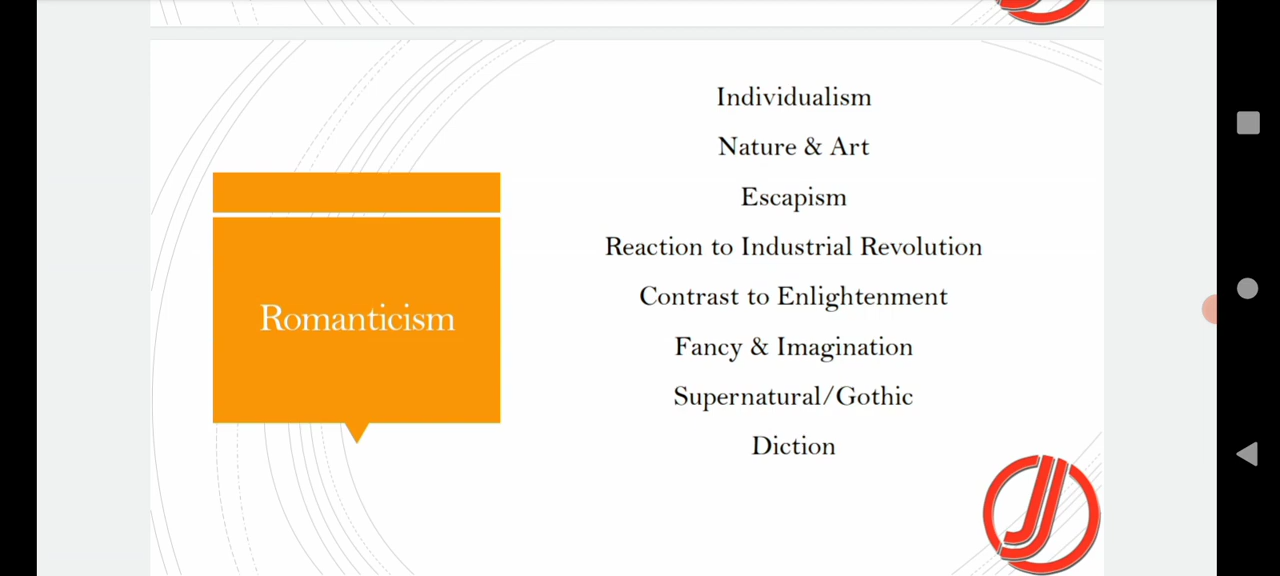 Individualism
Nature & Art
Escapism
Reaction to Industrial Revolution
Contrast to Enlightenment
Romanticism
Fancy & Imagination
Supernatural/Gothic
Diction